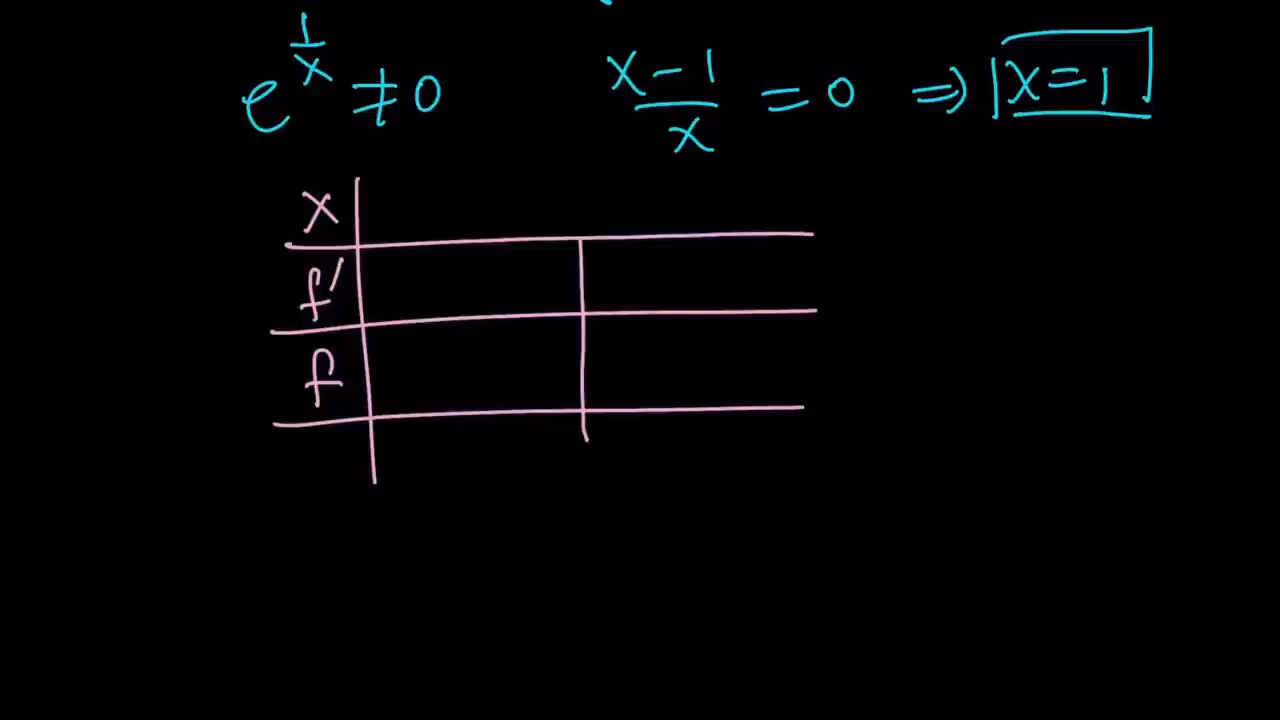 e^(1/x) ≠ 0    (x-1)/x = 0 ⇒ x=1
x
f'
f